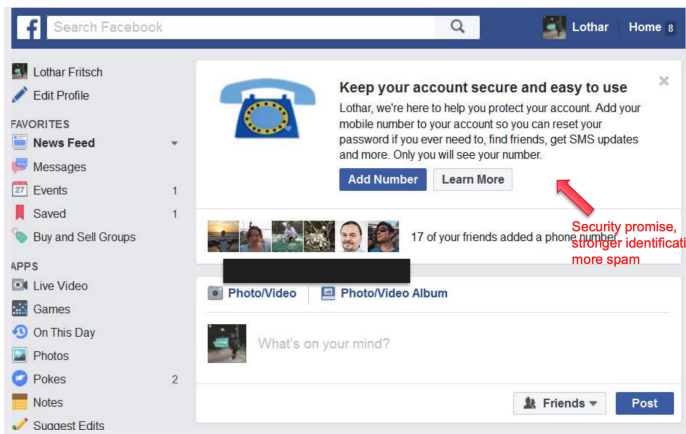 f Search Facebook Lothar Home 8
Lothar Fritsch
Edit Profile
FAVORITES
News Feed
Messages
27 Events 1
Saved 1
Buy and Sell Groups
APPS
Live Video
Games
On This Day
Photos
Pokes 2
Notes
Suggest Edits
Keep your account secure and easy to use
Lothar, we're here to help you protect your account. Add your
mobile number to your account so you can reset your
password if you ever need to, find friends, get SMS updates
and more. Only you will see your number.
Add Number Learn More
17 of your friends added a phone number.
Security promise,
stronger identificati
more spam
Photo/Video Photo/Video Album
What's on your mind?
Friends Post